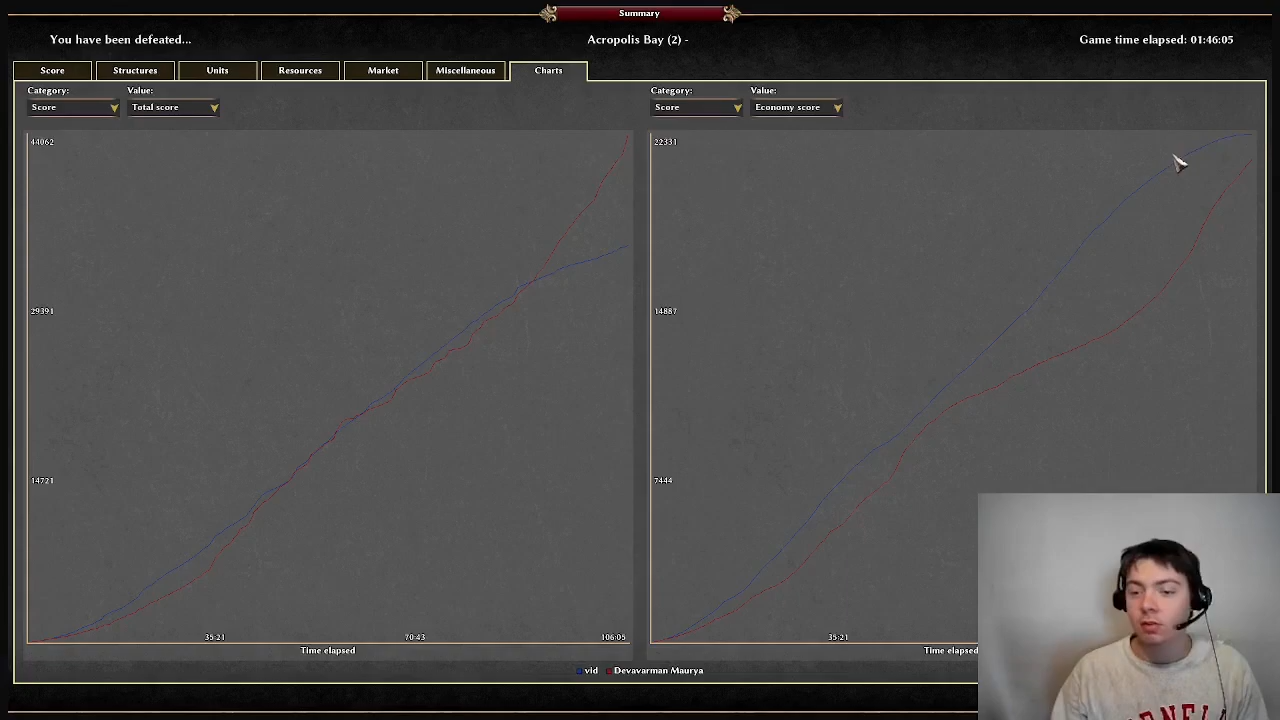 Summary
You have been defeated...
Acropolis Bay (2) -
Game time elapsed: 01:46:05
Score
Structures
Units
Resources
Market
Miscellaneous
Charts
Category:
Value:
Score
Total score
Category:
Value:
Score
Economy score
44062
29391
14721
35:21
70:43
106:05
Time elapsed
22331
14887
7444
35:21
Time elapsed
vid
Devavarman Maurya